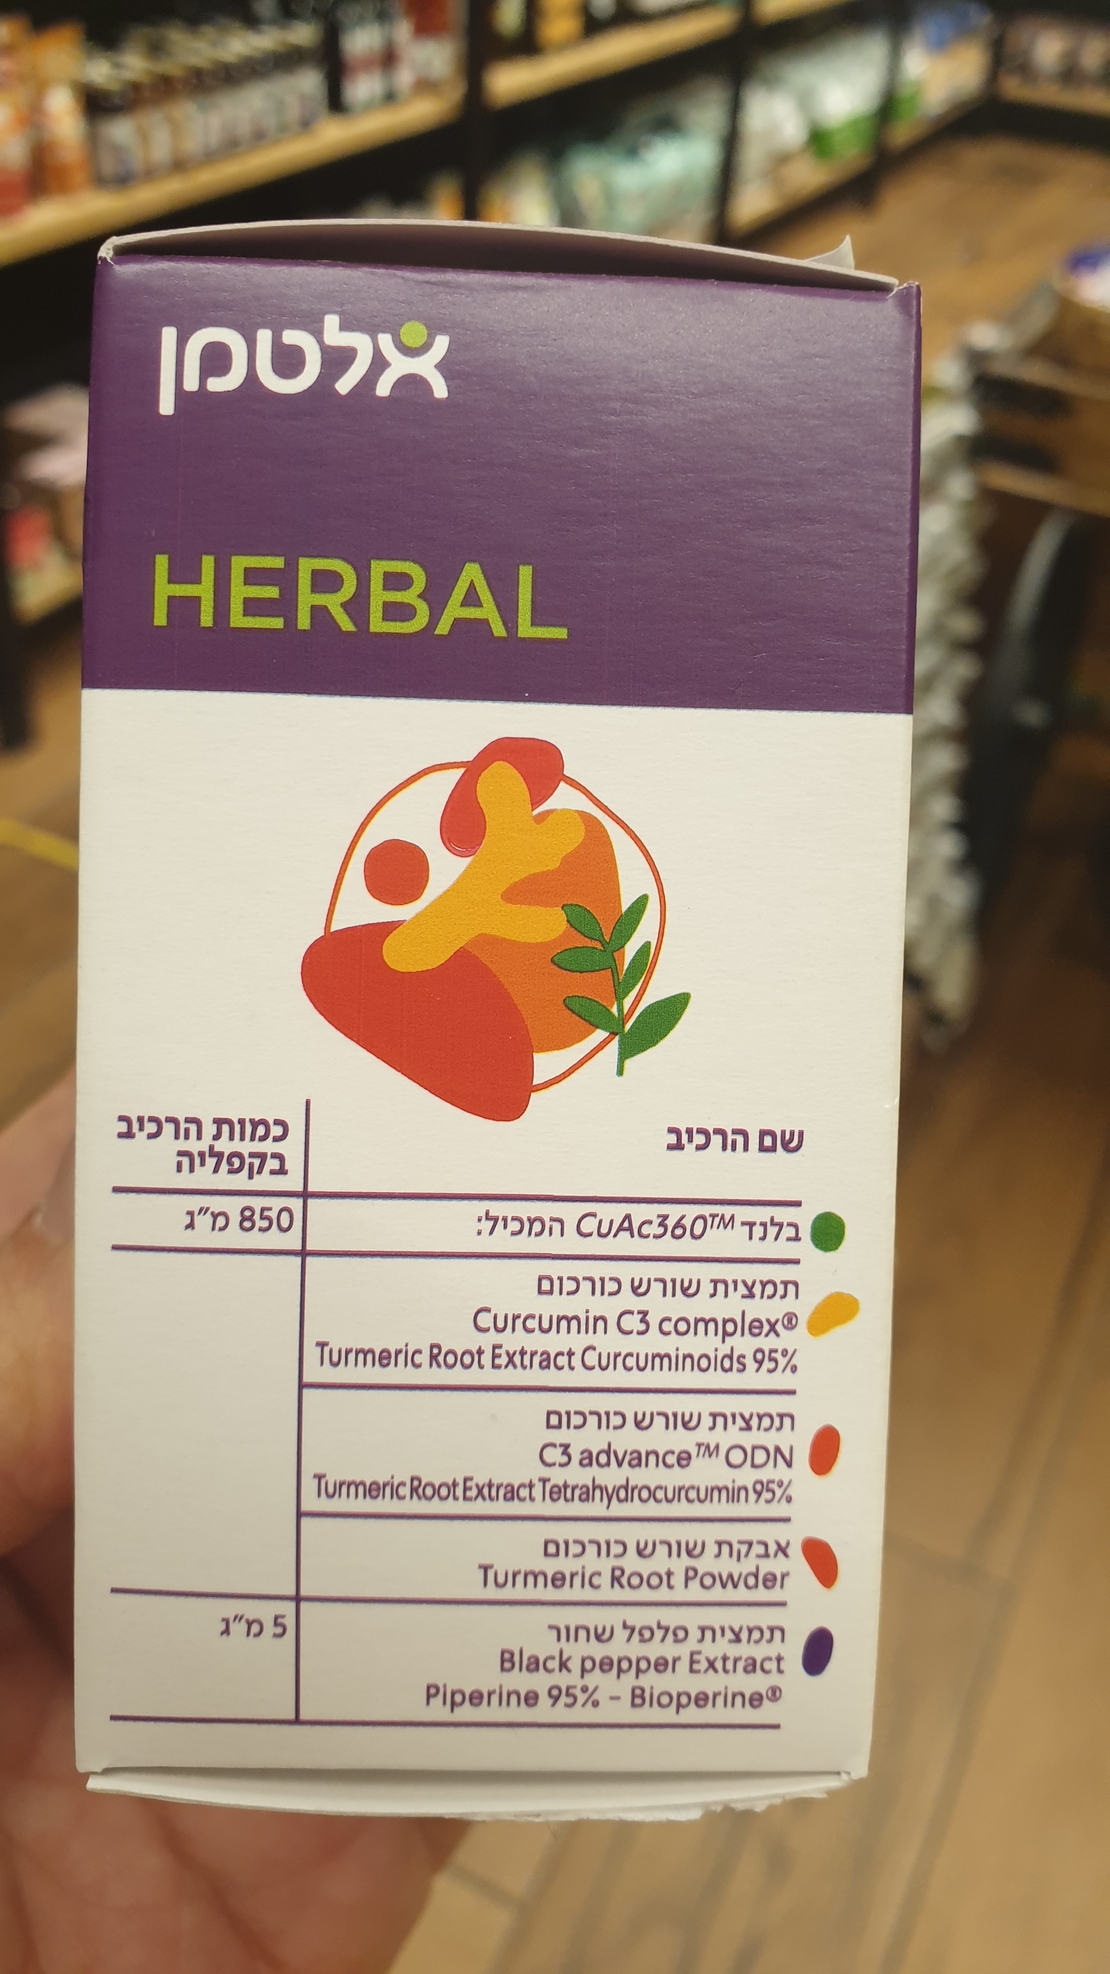 אלטמן
HERBAL
שם הרכיב
כמות הרכיב
בקפליה
בלנד CuAc360™ המכיל:
850 מ"ג
תמצית שורש כורכום
Curcumin C3 complex®
Turmeric Root Extract Curcuminoids 95%
תמצית שורש כורכום
C3 advance™ ODN
Turmeric Root Extract Tetrahydrocurcumin 95%
אבקת שורש כורכום
Turmeric Root Powder
תמצית פלפל שחור
5 מ"ג
Black pepper Extract
Piperine 95% - Bioperine®